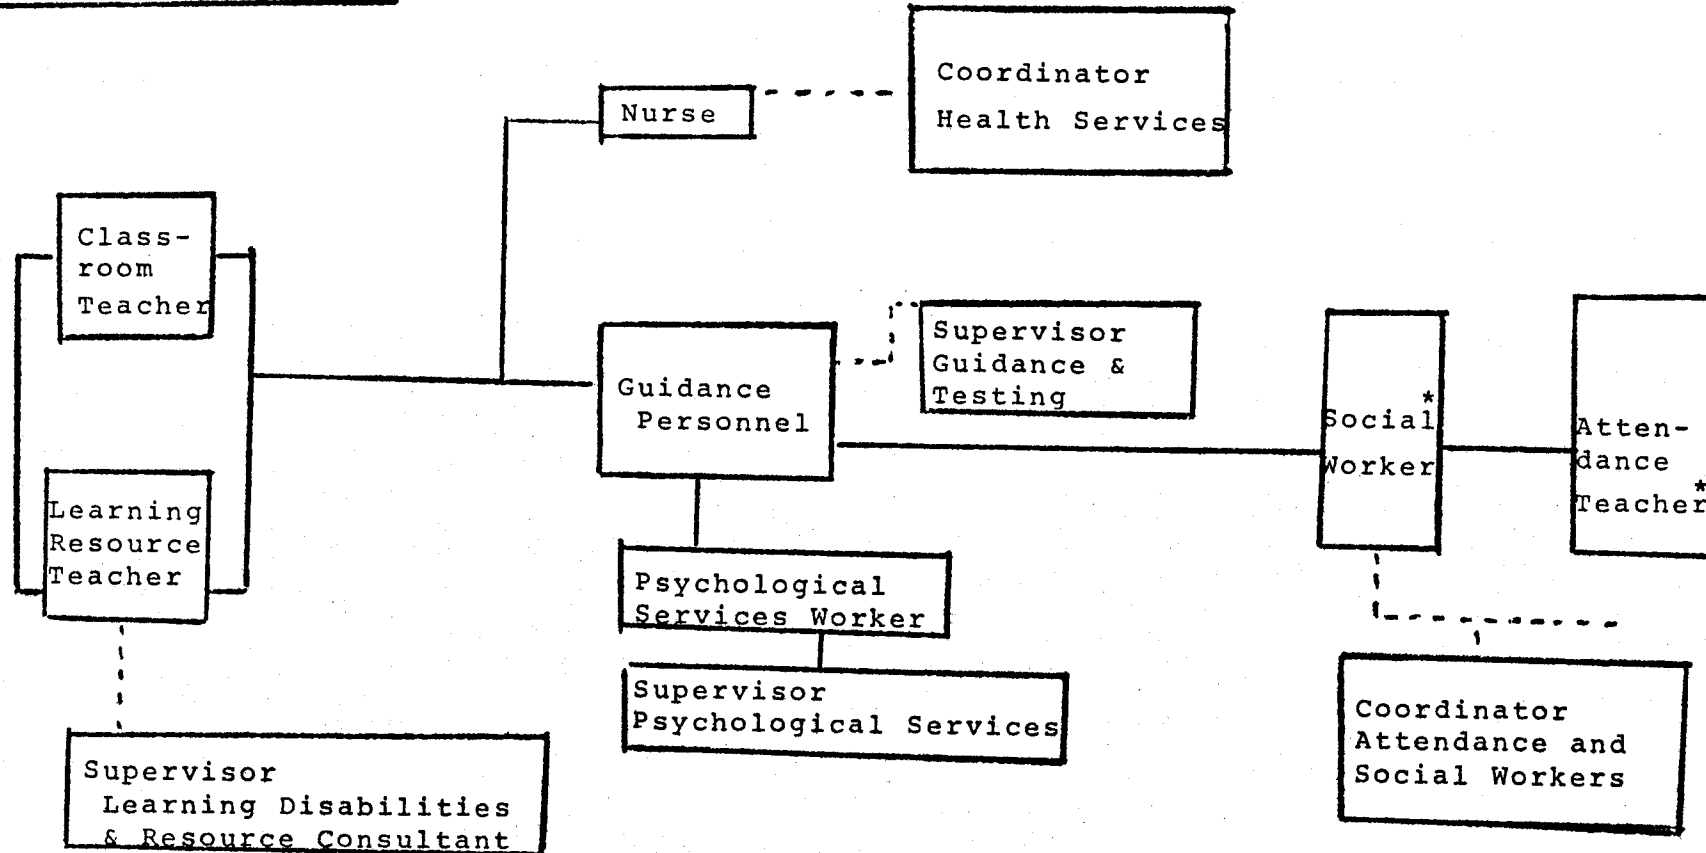 Coordinator
Health Services
Nurse
Class-
room
Teacher
Supervisor
Guidance &
Testing
Guidance
Personnel
Social*
Worker
Atten-
dance
Teacher*
Learning
Resource
Teacher
Psychological
Services Worker
Supervisor
Psychological Services
Coordinator
Attendance and
Social Workers
Supervisor
Learning Disabilities
& Resource Consultant